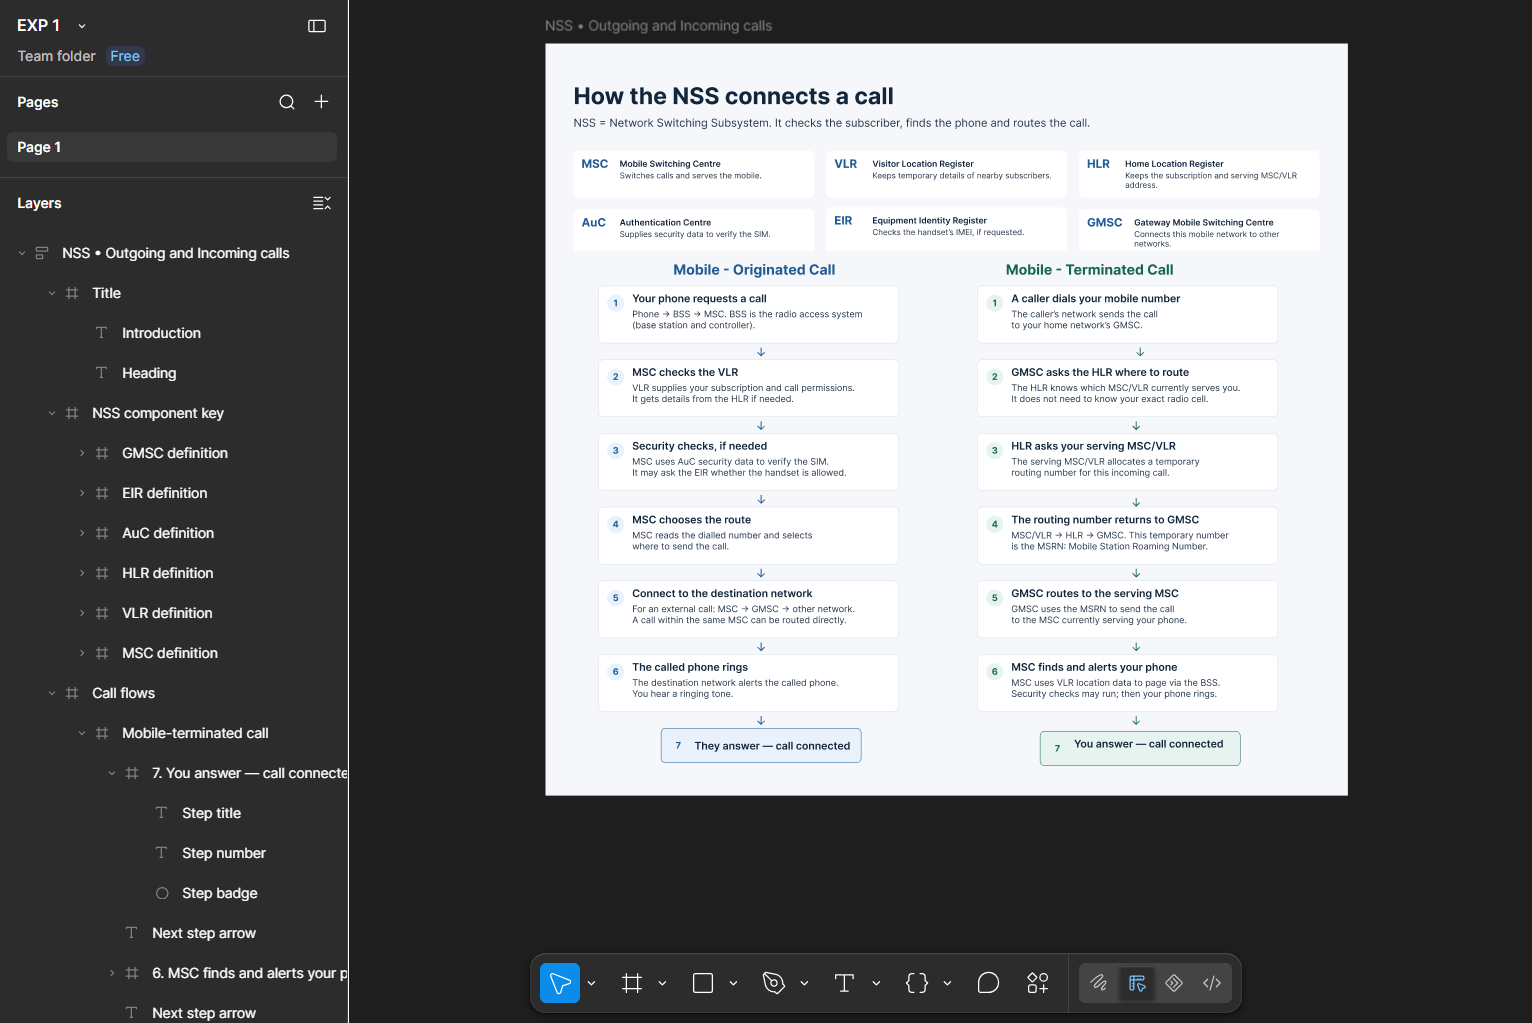 EXP 1
Team folder Free
Pages
Page 1
Layers
NSS • Outgoing and Incoming calls
Title
Introduction
Heading
NSS component key
GMSC definition
EIR definition
AuC definition
HLR definition
VLR definition
MSC definition
Call flows
Mobile-terminated call
7. You answer — call connecte
Step title
Step number
Step badge
Next step arrow
6. MSC finds and alerts your p
Next step arrow
NSS • Outgoing and Incoming calls
How the NSS connects a call
NSS = Network Switching Subsystem. It checks the subscriber, finds the phone and routes the call.
MSC Mobile Switching Centre
Switches calls and serves the mobile.
VLR Visitor Location Register
Keeps temporary details of nearby subscribers.
HLR Home Location Register
Keeps the subscription and serving MSC/VLR
address.
AuC Authentication Centre
Supplies security data to verify the SIM.
EIR Equipment Identity Register
Checks the handset's IMEI, if requested.
GMSC Gateway Mobile Switching Centre
Connects this mobile network to other
networks.
Mobile - Originated Call
1 Your phone requests a call
Phone → BSS → MSC. BSS is the radio access system
(base station and controller).
↓
2 MSC checks the VLR
VLR supplies your subscription and call permissions.
It gets details from the HLR if needed.
↓
3 Security checks, if needed
MSC uses AuC security data to verify the SIM.
It may ask the EIR whether the handset is allowed.
↓
4 MSC chooses the route
MSC reads the dialled number and selects
where to send the call.
↓
5 Connect to the destination network
For an external call: MSC → GMSC → other network.
A call within the same MSC can be routed directly.
↓
6 The called phone rings
The destination network alerts the called phone.
You hear a ringing tone.
↓
7 They answer — call connected
Mobile - Terminated Call
1 A caller dials your mobile number
The caller's network sends the call
to your home network's GMSC.
↓
2 GMSC asks the HLR where to route
The HLR knows which MSC/VLR currently serves you.
It does not need to know your exact radio cell.
↓
3 HLR asks your serving MSC/VLR
The serving MSC/VLR allocates a temporary
routing number for this incoming call.
↓
4 The routing number returns to GMSC
MSC/VLR → HLR → GMSC. This temporary number
is the MSRN: Mobile Station Roaming Number.
↓
5 GMSC routes to the serving MSC
GMSC uses the MSRN to send the call
to the MSC currently serving your phone.
↓
6 MSC finds and alerts your phone
MSC uses VLR location data to page via the BSS.
Security checks may run; then your phone rings.
↓
7 You answer — call connected